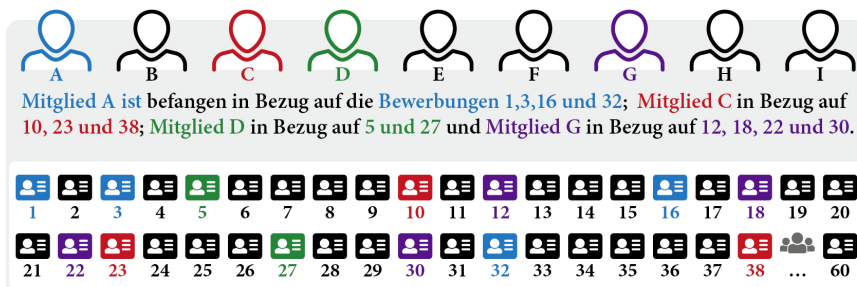 A B C D E F G H I
Mitglied A ist befangen in Bezug auf die Bewerbungen 1,3,16 und 32; Mitglied C in Bezug auf
10, 23 und 38; Mitglied D in Bezug auf 5 und 27 und Mitglied G in Bezug auf 12, 18, 22 und 30.
1 2 3 4 5 6 7 8 9 10 11 12 13 14 15 16 17 18 19 20
21 22 23 24 25 26 27 28 29 30 31 32 33 34 35 36 37 38 ... 60